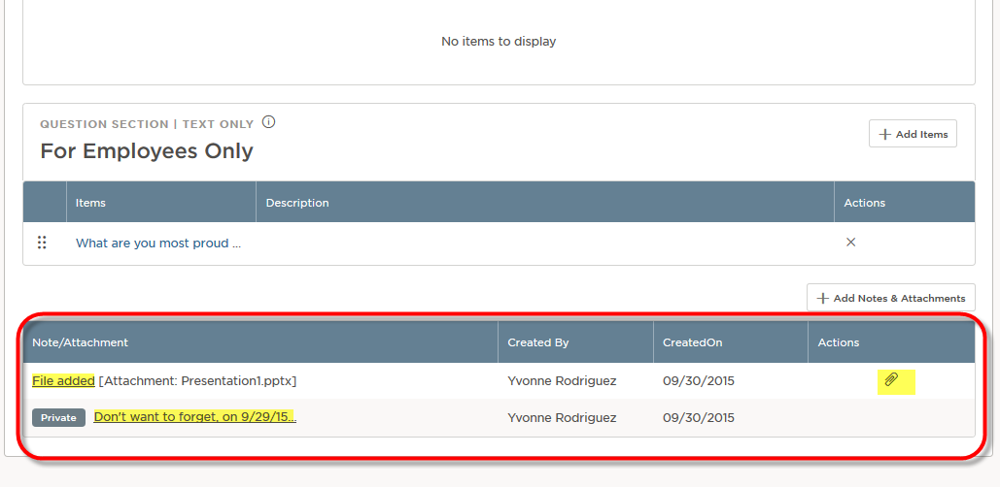 No items to display
QUESTION SECTION | TEXT ONLY
+ Add Items
For Employees Only
Items Description Actions
What are you most proud ...
+ Add Notes & Attachments
Note/Attachment Created By CreatedOn Actions
File added [Attachment: Presentation1.pptx] Yvonne Rodriguez 09/30/2015
Private Don't want to forget, on 9/29/15... Yvonne Rodriguez 09/30/2015